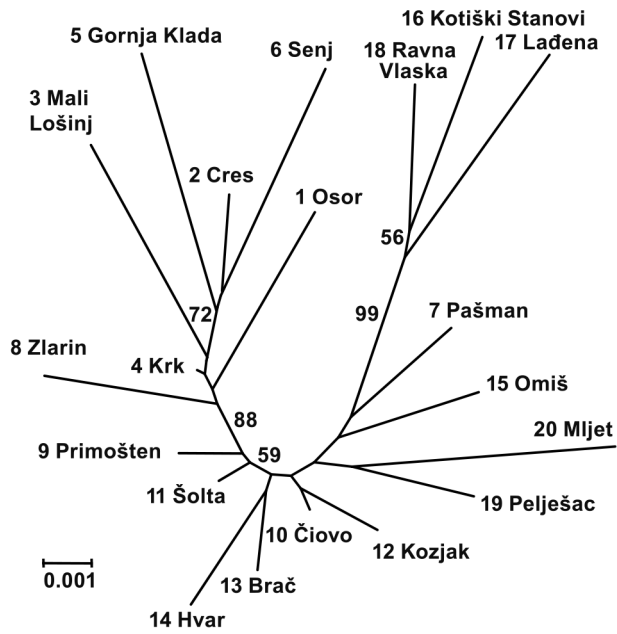 16 Kotiški Stanovi
5 Gornja Klada
6 Senj
18 Ravna
Vlaska
17 Lađena
3 Mali
Lošinj
2 Cres
1 Osor
56
72
99
7 Pašman
8 Zlarin
4 Krk
15 Omiš
88
20 Mljet
9 Primošten
59
11 Šolta
19 Pelješac
10 Čiovo
12 Kozjak
0.001
13 Brač
14 Hvar